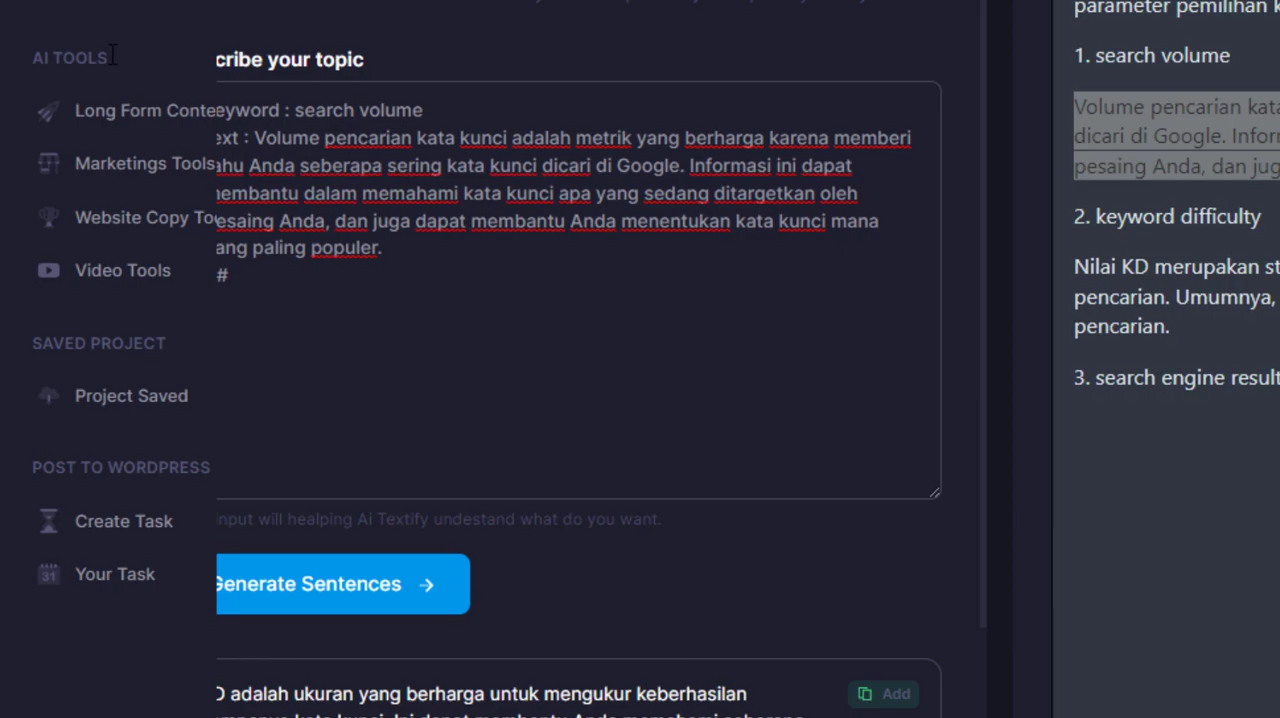 AI TOOLS
Long Form Conte
Marketings Tools
Website Copy To
Video Tools
SAVED PROJECT
Project Saved
POST TO WORDPRESS
Create Task
Your Task
cribe your topic
eyword : search volume
ext : Volume pencarian kata kunci adalah metrik yang berharga karena memberi
ahu Anda seberapa sering kata kunci dicari di Google. Informasi ini dapat
embantu dalam memahami kata kunci apa yang sedang ditargetkan oleh
esaing Anda, dan juga dapat membantu Anda menentukan kata kunci mana
ang paling populer.
#
input will healping Ai Textify undestand what do you want.
Generate Sentences
D adalah ukuran yang berharga untuk mengukur keberhasilan
Add
parameter pemilihan k
1. search volume
Volume pencarian kata
dicari di Google. Inform
pesaing Anda, dan jug
2. keyword difficulty
Nilai KD merupakan st
pencarian. Umumnya,
pencarian.
3. search engine result